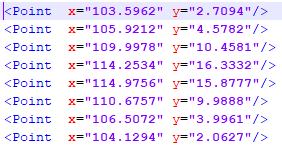 <Point  x="103.5962" y="2.7094"/>
<Point  x="105.9212" y="4.5782"/>
<Point  x="109.9978" y="10.4581"/>
<Point  x="114.2534" y="16.3332"/>
<Point  x="114.9756" y="15.8777"/>
<Point  x="110.6757" y="9.9888"/>
<Point  x="106.5072" y="3.9961"/>
<Point  x="104.1294" y="2.0627"/>